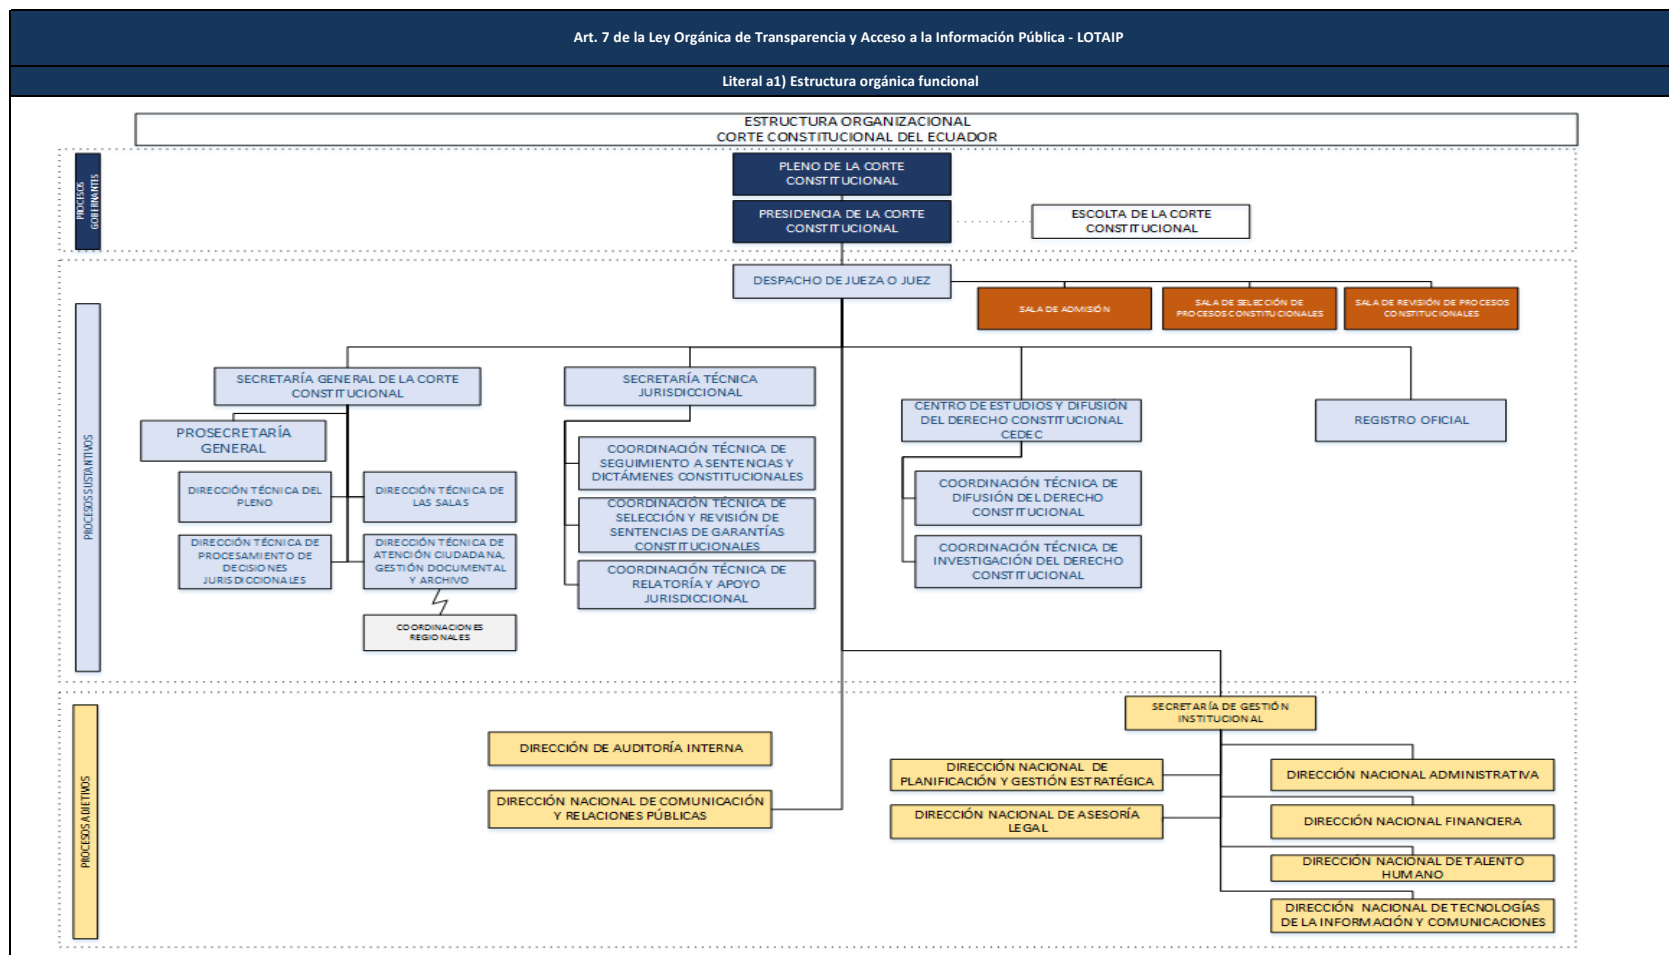 Art. 7 de la Ley Orgánica de Transparencia y Acceso a la Información Pública - LOTAIP
Literal a1) Estructura orgánica funcional
ESTRUCTURA ORGANIZACIONAL
CORTE CONSTITUCIONAL DEL ECUADOR
PROCESOS
GOBERNANTES
PLENO DE LA CORTE
CONSTITUCIONAL
PRESIDENCIA DE LA CORTE
CONSTITUCIONAL
ESCOLTA DE LA CORTE
CONSTITUCIONAL
PROCESOS SUSTANTIVOS
DESPACHO DE JUEZA O JUEZ
SALA DE ADMISIÓN
SALA DE SELECCIÓN DE
PROCESOS CONSTITUCIONALES
SALA DE REVISIÓN DE PROCESOS
CONSTITUCIONALES
SECRETARÍA GENERAL DE LA CORTE
CONSTITUCIONAL
PROSECRETARÍA
GENERAL
DIRECCIÓN TÉCNICA DEL
PLENO
DIRECCIÓN TÉCNICA DE
LAS SALAS
DIRECCIÓN TÉCNICA DE
PROCESAMIENTO DE
DECISIONES
JURISDICCIONALES
DIRECCIÓN TÉCNICA DE
ATENCIÓN CIUDADANA,
GESTIÓN DOCUMENTAL
Y ARCHIVO
COORDINACIONES
REGIONALES
SECRETARÍA TÉCNICA
JURISDICCIONAL
COORDINACIÓN TÉCNICA DE
SEGUIMIENTO A SENTENCIAS Y
DICTÁMENES CONSTITUCIONALES
COORDINACIÓN TÉCNICA DE
SELECCIÓN Y REVISIÓN DE
SENTENCIAS DE GARANTÍAS
CONSTITUCIONALES
COORDINACIÓN TÉCNICA DE
RELATORÍA Y APOYO
JURISDICCIONAL
CENTRO DE ESTUDIOS Y DIFUSIÓN
DEL DERECHO CONSTITUCIONAL
CEDEC
COORDINACIÓN TÉCNICA DE
DIFUSIÓN DEL DERECHO
CONSTITUCIONAL
COORDINACIÓN TÉCNICA DE
INVESTIGACIÓN DEL DERECHO
CONSTITUCIONAL
REGISTRO OFICIAL
PROCESOS ADJETIVOS
DIRECCIÓN DE AUDITORÍA INTERNA
DIRECCIÓN NACIONAL DE COMUNICACIÓN
Y RELACIONES PÚBLICAS
SECRETARÍA DE GESTIÓN
INSTITUCIONAL
DIRECCIÓN NACIONAL DE
PLANIFICACIÓN Y GESTIÓN ESTRATÉGICA
DIRECCIÓN NACIONAL DE ASESORÍA
LEGAL
DIRECCIÓN NACIONAL ADMINISTRATIVA
DIRECCIÓN NACIONAL FINANCIERA
DIRECCIÓN NACIONAL DE TALENTO
HUMANO
DIRECCIÓN NACIONAL DE TECNOLOGÍAS
DE LA INFORMACIÓN Y COMUNICACIONES